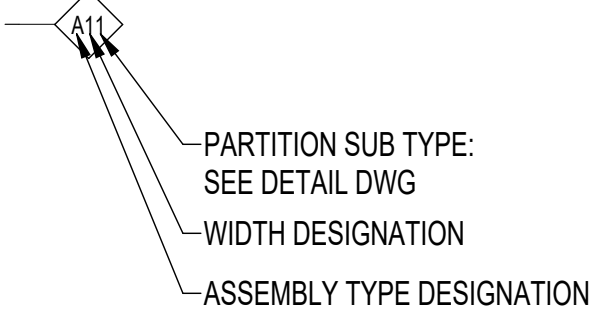 A11
PARTITION SUB TYPE:
SEE DETAIL DWG
WIDTH DESIGNATION
ASSEMBLY TYPE DESIGNATION